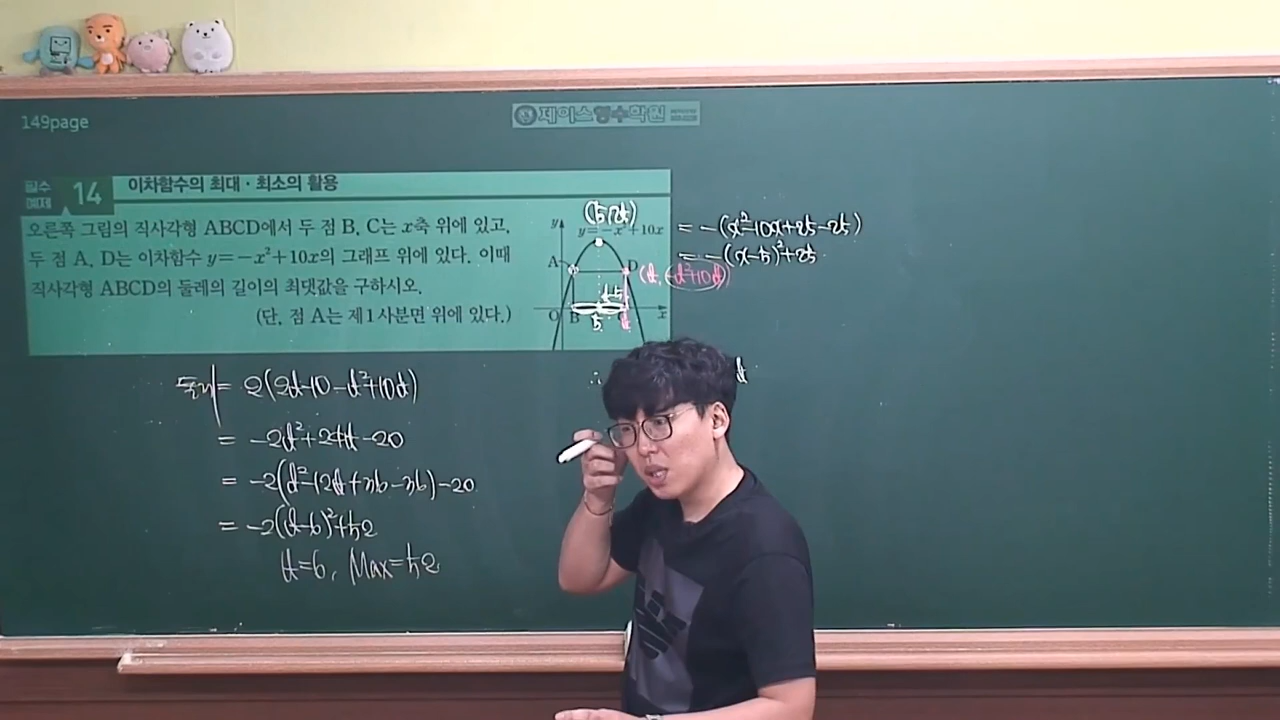 149page
제이스영수학원
필수 예제 14 이차함수의 최대·최소의 활용
오른쪽 그림의 직사각형 ABCD에서 두 점 B, C는 x축 위에 있고,
두 점 A, D는 이차함수 y=-x²+10x의 그래프 위에 있다. 이때
직사각형 ABCD의 둘레의 길이의 최댓값을 구하시오.
(단, 점 A는 제1사분면 위에 있다.)
(5, 25)
y
y=-x²+10x
A
D
(t, -t²+10t)
t-5
O B x
5 t
= -(x²-10x+25-25)
= -(x-5)²+25
∴
t
둘레 = 2(2t-10-t²+10t)
= -2t²+24t-20
= -2(t²-12t+36-36)-20
= -2(t-6)²+52
t=6, Max=52